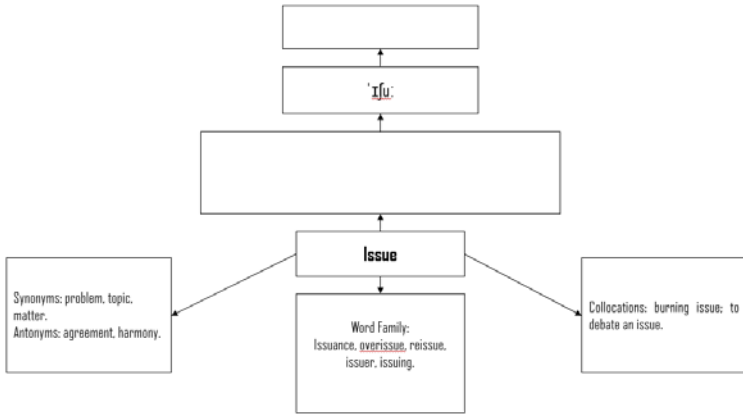 ˈɪʃuː
Issue
Synonyms: problem, topic,
matter.
Antonyms: agreement, harmony.
Word Family:
Issuance, overissue, reissue,
issuer, issuing.
Collocations: burning issue; to
debate an issue.